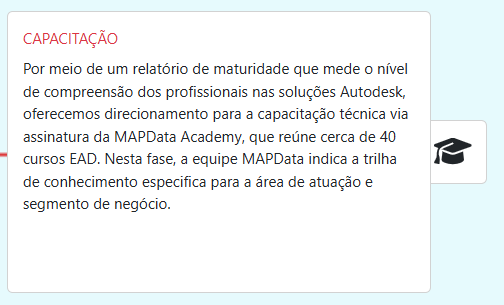 CAPACITAÇÃO
Por meio de um relatório de maturidade que mede o nível
de compreensão dos profissionais nas soluções Autodesk,
oferecemos direcionamento para a capacitação técnica via
assinatura da MAPData Academy, que reúne cerca de 40
cursos EAD. Nesta fase, a equipe MAPData indica a trilha
de conhecimento especifica para a área de atuação e
segmento de negócio.